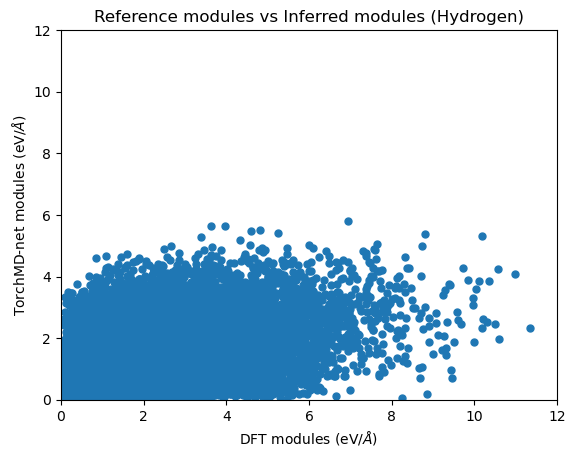 Reference modules vs Inferred modules (Hydrogen)
TorchMD-net modules (eV/Å)
12
10
8
6
4
2
0
0 2 4 6 8 10 12
DFT modules (eV/Å)